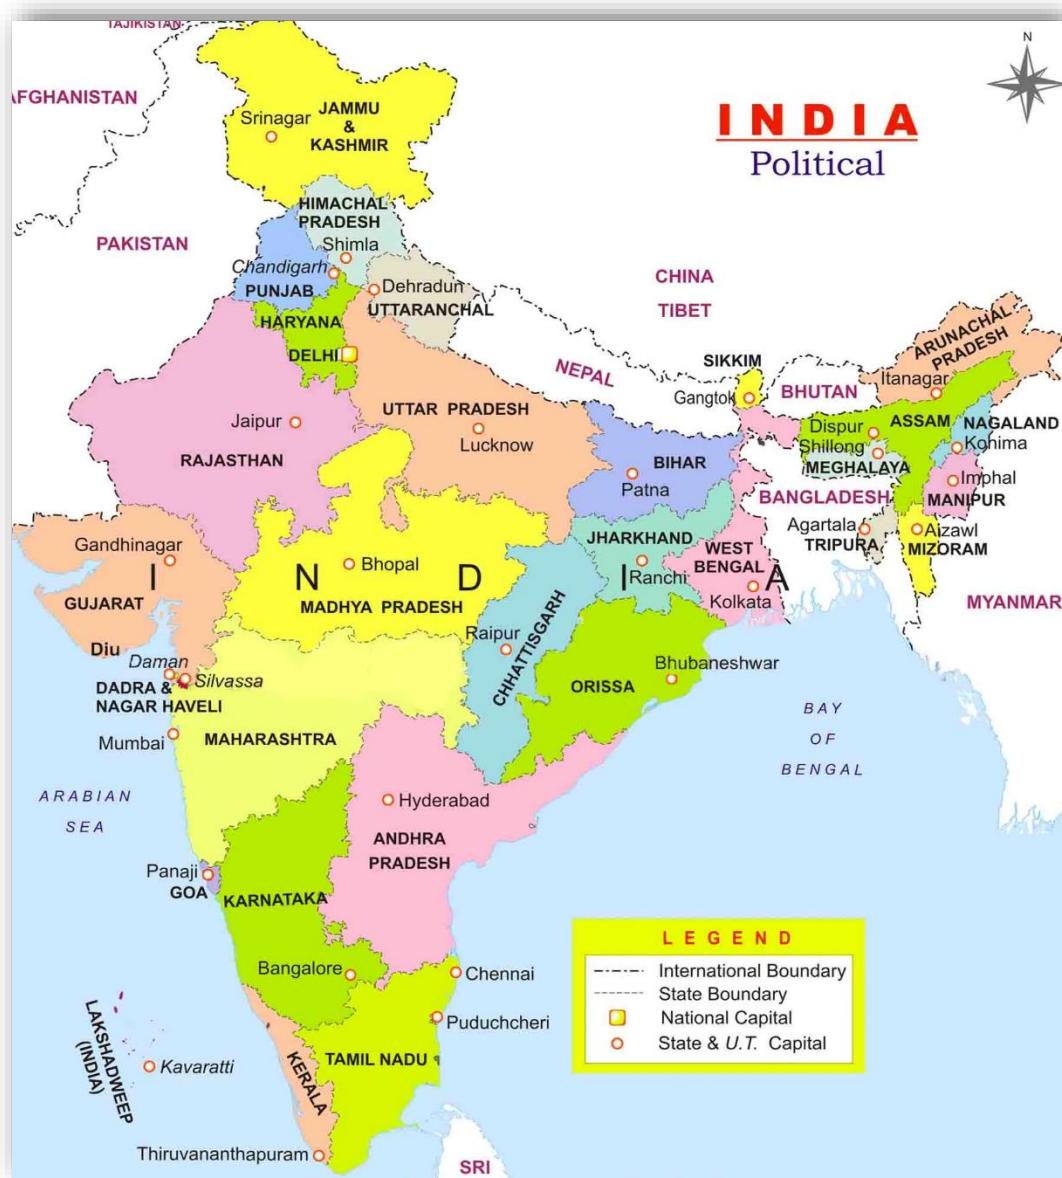 TAJIKISTAN
AFGHANISTAN
N
JAMMU
&
KASHMIR
Srinagar
INDIA
Political
HIMACHAL
PRADESH
Shimla
PAKISTAN
Chandigarh
PUNJAB
Dehradun
UTTARANCHAL
CHINA
TIBET
HARYANA
DELHI
NEPAL
SIKKIM
Gangtok
BHUTAN
ARUNACHAL
PRADESH
Itanagar
Jaipur
RAJASTHAN
UTTAR PRADESH
Lucknow
BIHAR
Patna
Dispur
ASSAM
Shillong
MEGHALAYA
NAGALAND
Kohima
Imphal
MANIPUR
BANGLADESH
Agartala
TRIPURA
Aizawl
MIZORAM
MYANMAR
Gandhinagar
GUJARAT
I N D I A
Bhopal
MADHYA PRADESH
JHARKHAND
Ranchi
WEST
BENGAL
Kolkata
Diu
Daman
Silvassa
DADRA &
NAGAR HAVELI
Raipur
CHHATTISGARH
ORISSA
Bhubaneshwar
Mumbai
MAHARASHTRA
BAY
OF
BENGAL
ARABIAN
SEA
Hyderabad
ANDHRA
PRADESH
Panaji
GOA
KARNATAKA
Bangalore
Chennai
Puduchcheri
LAKSHADWEEP
(INDIA)
Kavaratti
KERALA
TAMIL NADU
Thiruvananthapuram
SRI
LEGEND
International Boundary
State Boundary
National Capital
State & U.T. Capital